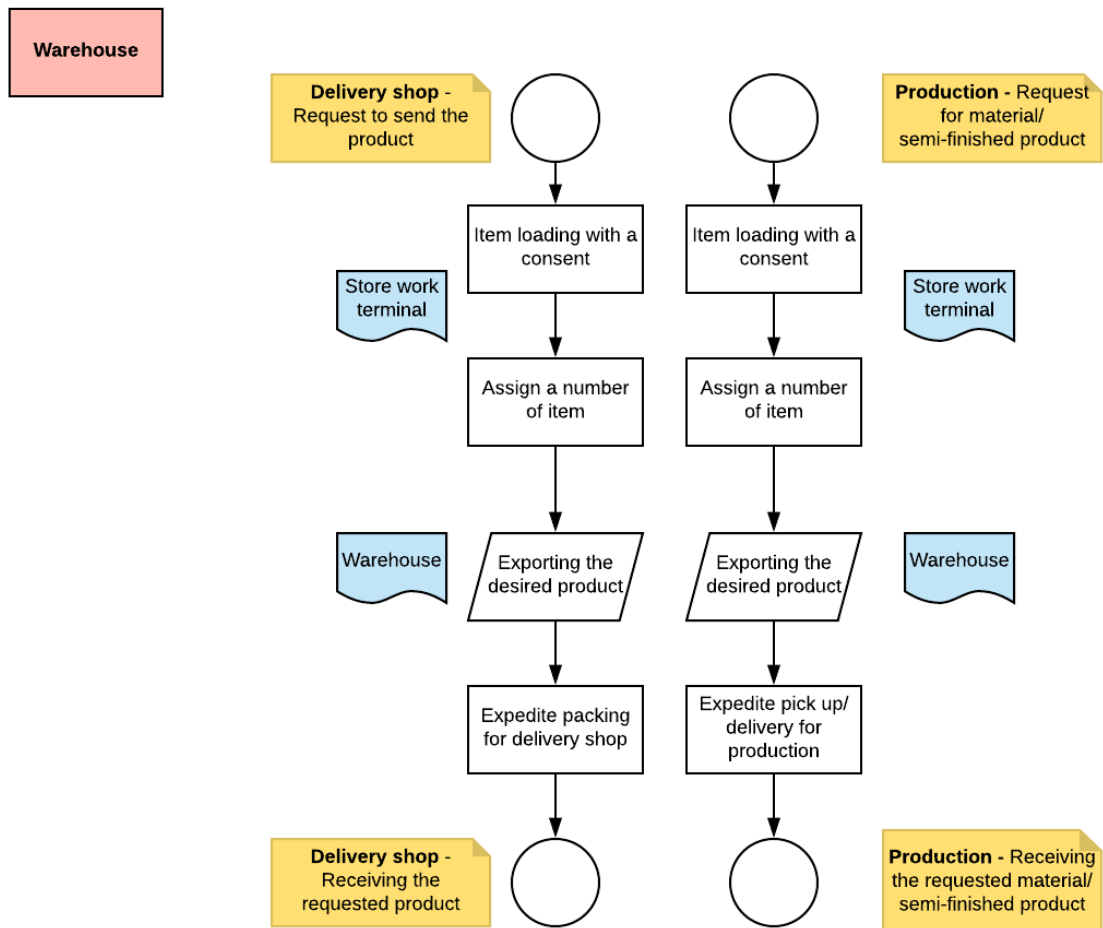 Warehouse
Delivery shop -
Request to send the
product
Production - Request
for material/
semi-finished product
Item loading with a
consent
Item loading with a
consent
Store work
terminal
Store work
terminal
Assign a number
of item
Assign a number
of item
Warehouse
Exporting the
desired product
Exporting the
desired product
Warehouse
Expedite packing
for delivery shop
Expedite pick up/
delivery for
production
Delivery shop -
Receiving the
requested product
Production - Receiving
the requested material/
semi-finished product